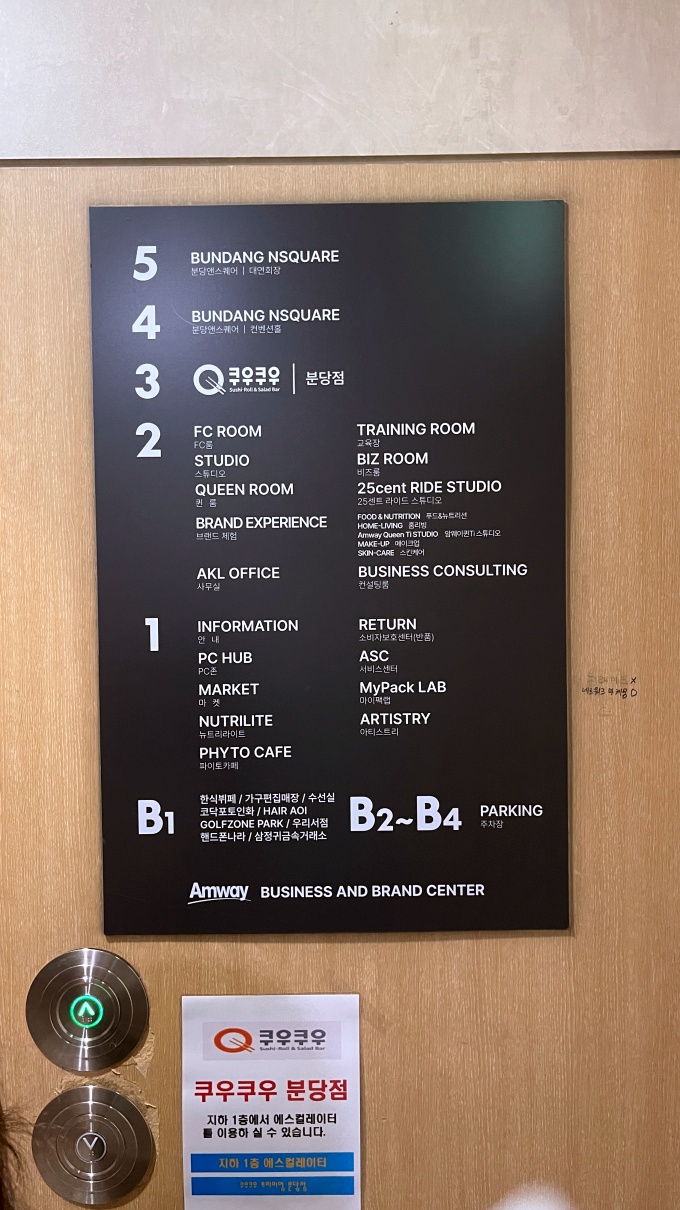 5 BUNDANG NSQUARE
분당앤스퀘어 | 대연회장
4 BUNDANG NSQUARE
분당앤스퀘어 | 컨벤션홀
3 쿠우쿠우 | 분당점
Sushi·Roll & Salad Bar
2
FC ROOM
FC룸
TRAINING ROOM
교육장
STUDIO
스튜디오
BIZ ROOM
비즈룸
QUEEN ROOM
퀸 룸
25cent RIDE STUDIO
25센트 라이드 스튜디오
BRAND EXPERIENCE
브랜드 체험
FOOD & NUTRITION 푸드&뉴트리션
HOME-LIVING 홈리빙
Amway Queen Ti STUDIO 암웨이퀸Ti 스튜디오
MAKE-UP 메이크업
SKIN-CARE 스킨케어
AKL OFFICE
사무실
BUSINESS CONSULTING
컨설팅룸
1
INFORMATION
안 내
RETURN
소비자보호센터(반품)
PC HUB
PC존
ASC
서비스센터
MARKET
마 켓
MyPack LAB
마이팩랩
NUTRILITE
뉴트리라이트
ARTISTRY
아티스트리
PHYTO CAFE
파이토카페
B1
한식뷔페 / 가구편집매장 / 수선실
코닥포토인화 / HAIR AOI
GOLFZONE PARK / 우리서점
핸드폰나라 / 삼정귀금속거래소
B2~B4 PARKING
주차장
Amway BUSINESS AND BRAND CENTER
쿠우쿠우
Sushi·Roll & Salad Bar
쿠우쿠우 분당점
지하 1층에서 에스컬레이터
를 이용하 실 수 있습니다.
지하 1층 에스컬레이터